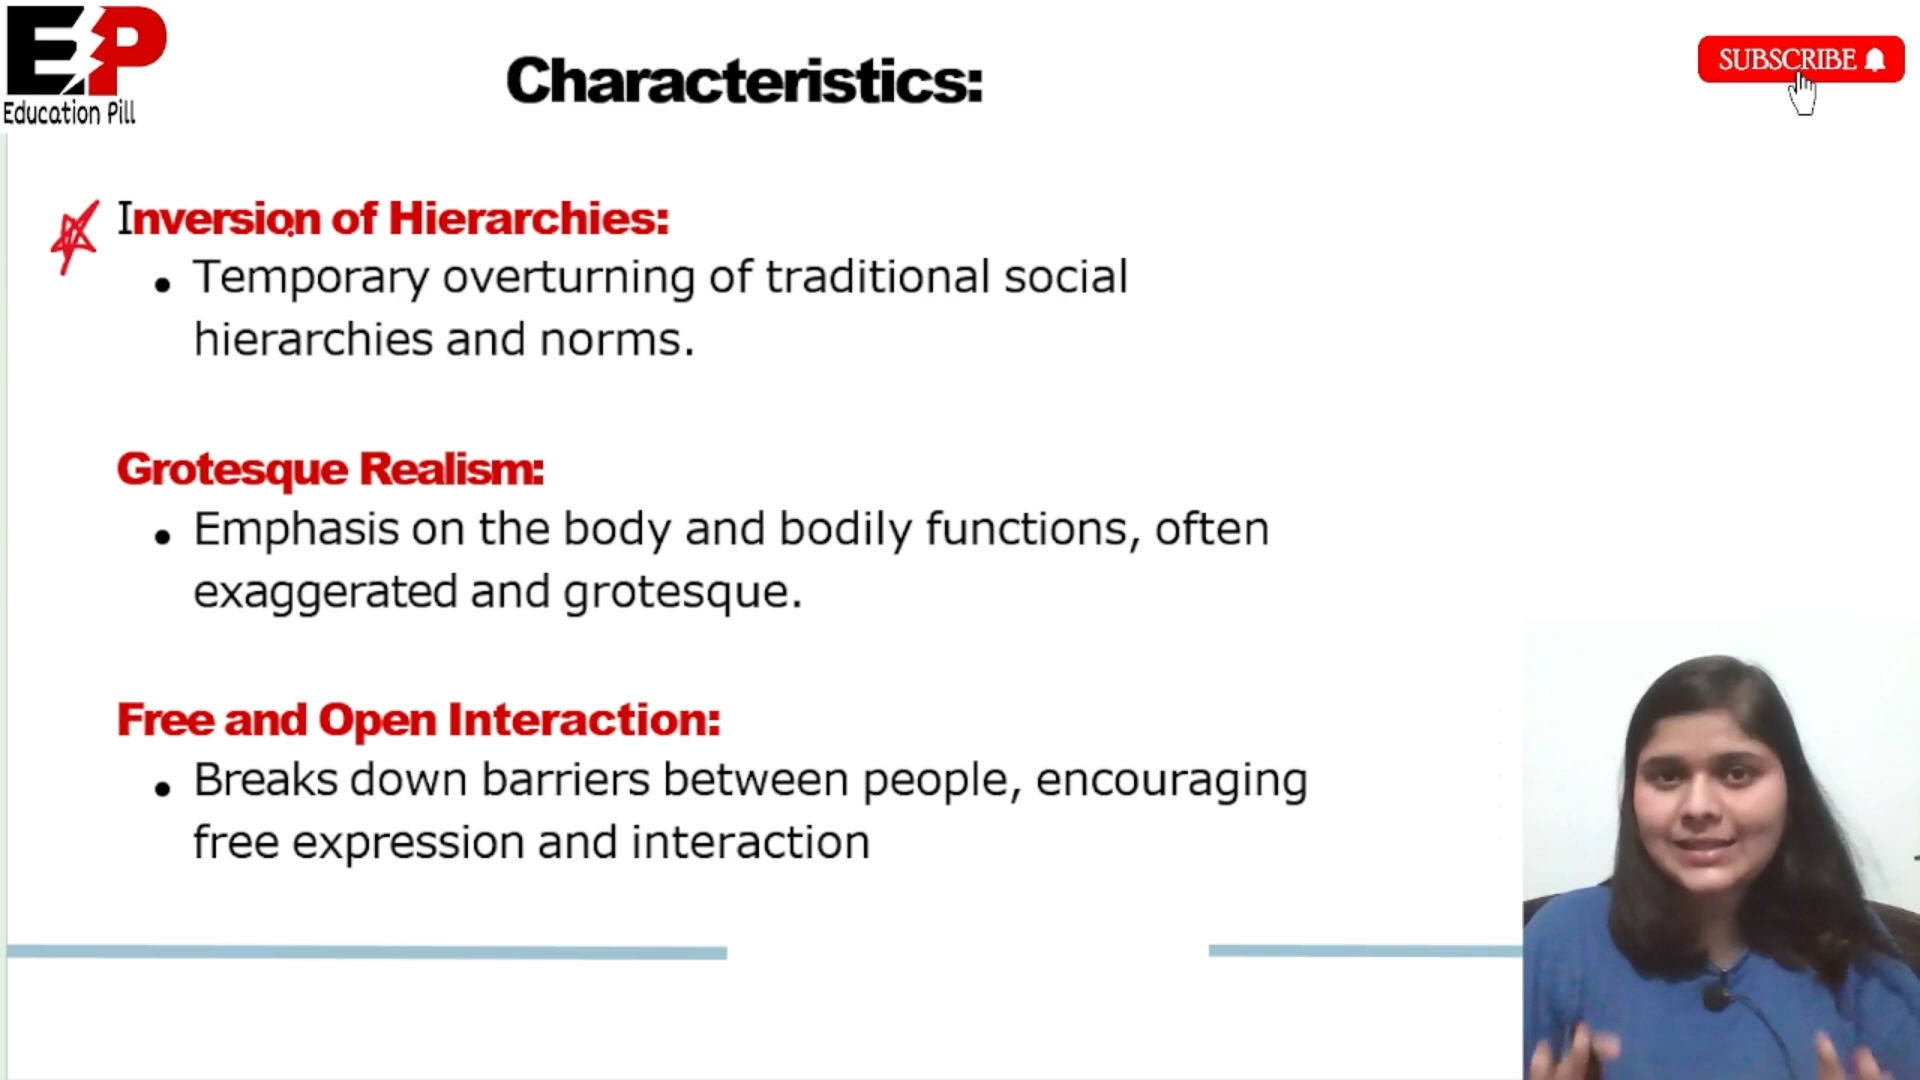 EP
Education Pill
Characteristics:
SUBSCRIBE
Inversion of Hierarchies:
• Temporary overturning of traditional social
hierarchies and norms.
Grotesque Realism:
• Emphasis on the body and bodily functions, often
exaggerated and grotesque.
Free and Open Interaction:
• Breaks down barriers between people, encouraging
free expression and interaction